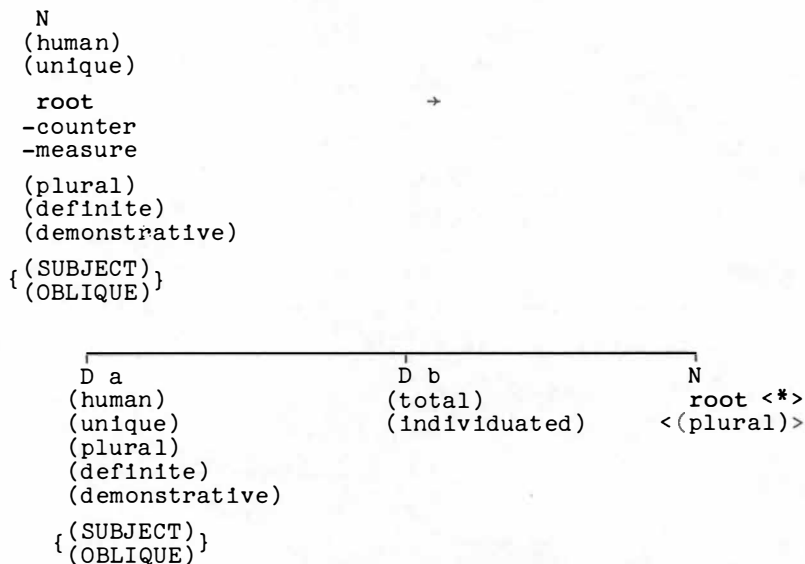 N
(human)
(unique)
root →
-counter
-measure
(plural)
(definite)
(demonstrative)
{(SUBJECT)
(OBLIQUE)}
D a D b N
(human) (total) root <*>
(unique) (individuated) <(plural)>
(plural)
(definite)
(demonstrative)
{(SUBJECT)
(OBLIQUE)}